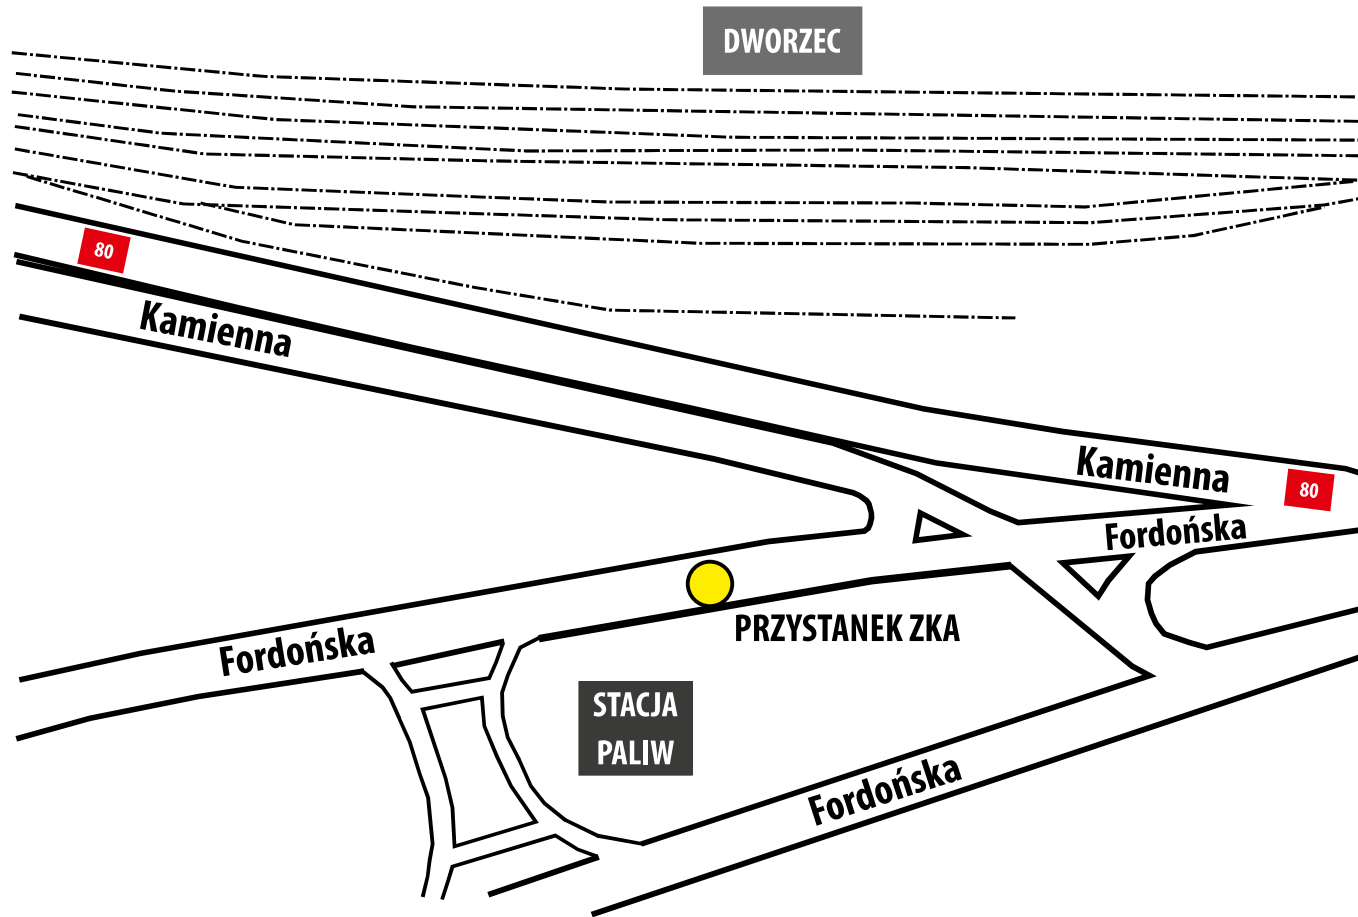 DWORZEC
80
Kamienna
Kamienna
80
Fordońska
PRZYSTANEK ZKA
Fordońska
STACJA
PALIW
Fordońska